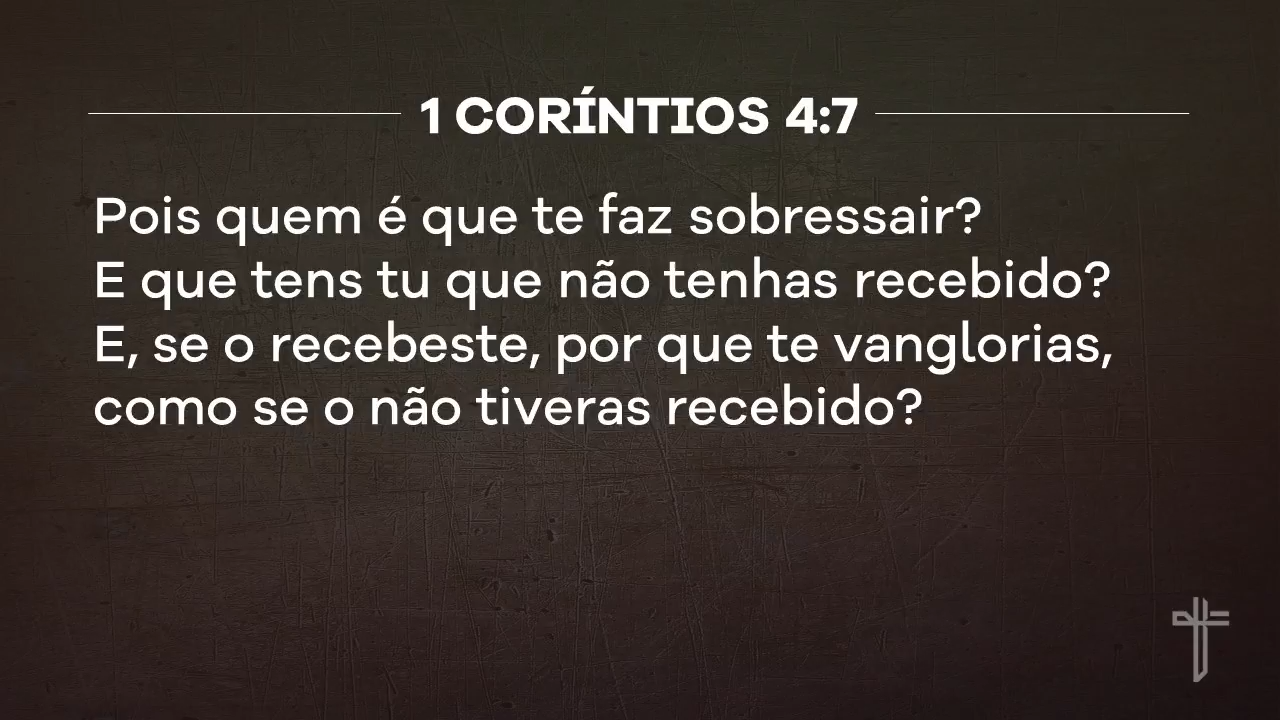 1 CORÍNTIOS 4:7
Pois quem é que te faz sobressair?
E que tens tu que não tenhas recebido?
E, se o recebeste, por que te vanglorias,
como se o não tiveras recebido?